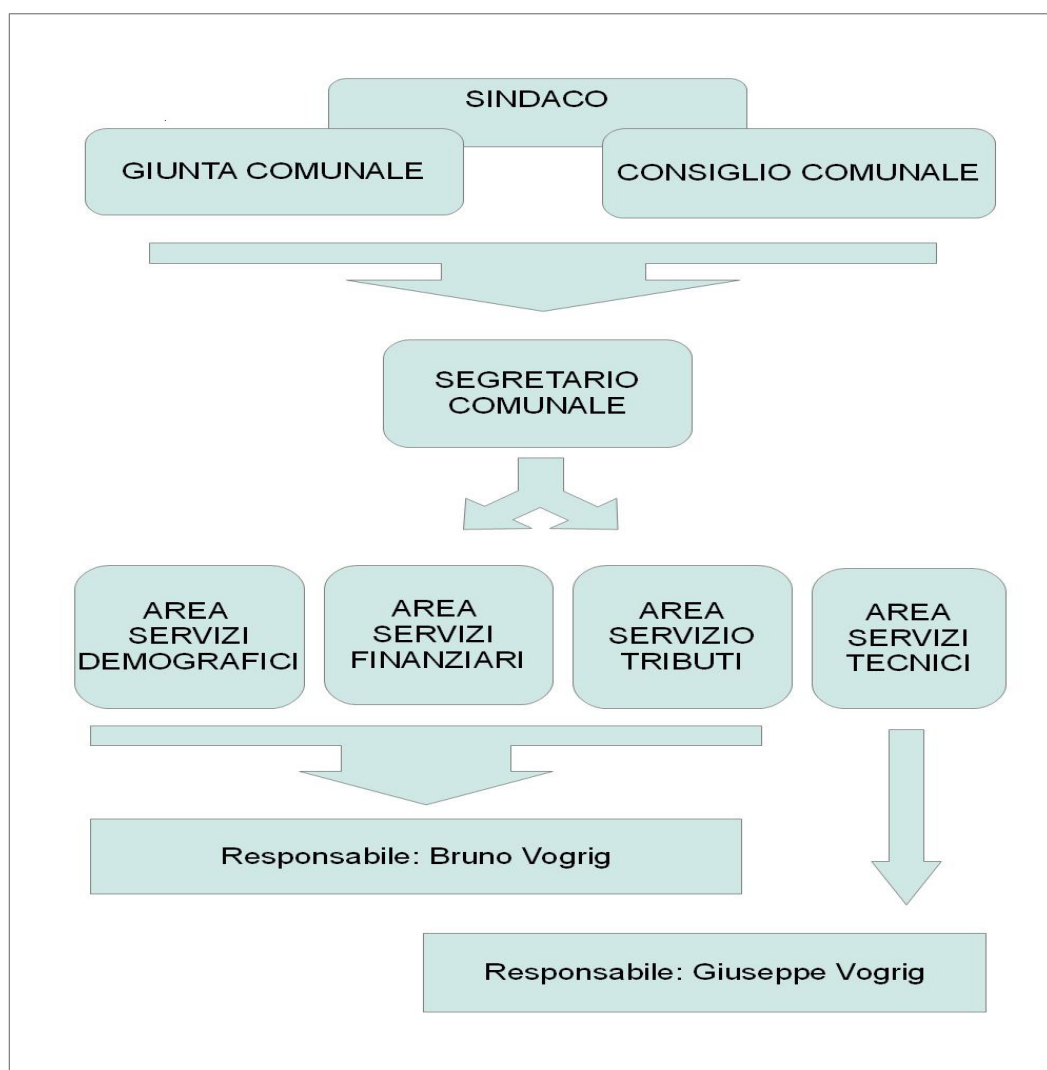 SINDACO
GIUNTA COMUNALE
CONSIGLIO COMUNALE
SEGRETARIO
COMUNALE
AREA
SERVIZI
DEMOGRAFICI
AREA
SERVIZI
FINANZIARI
AREA
SERVIZIO
TRIBUTI
AREA
SERVIZI
TECNICI
Responsabile: Bruno Vogrig
Responsabile: Giuseppe Vogrig